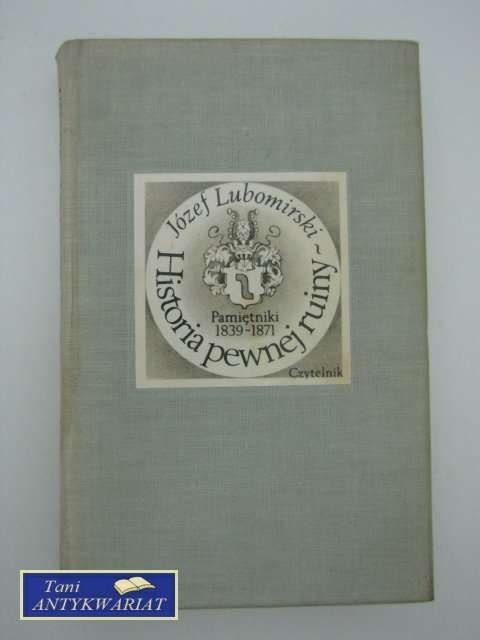 Józef Lubomirski ~
Historia pewnej ruiny
Pamiętniki
1839-1871
Czytelnik
Tani
ANTYKWARIAT